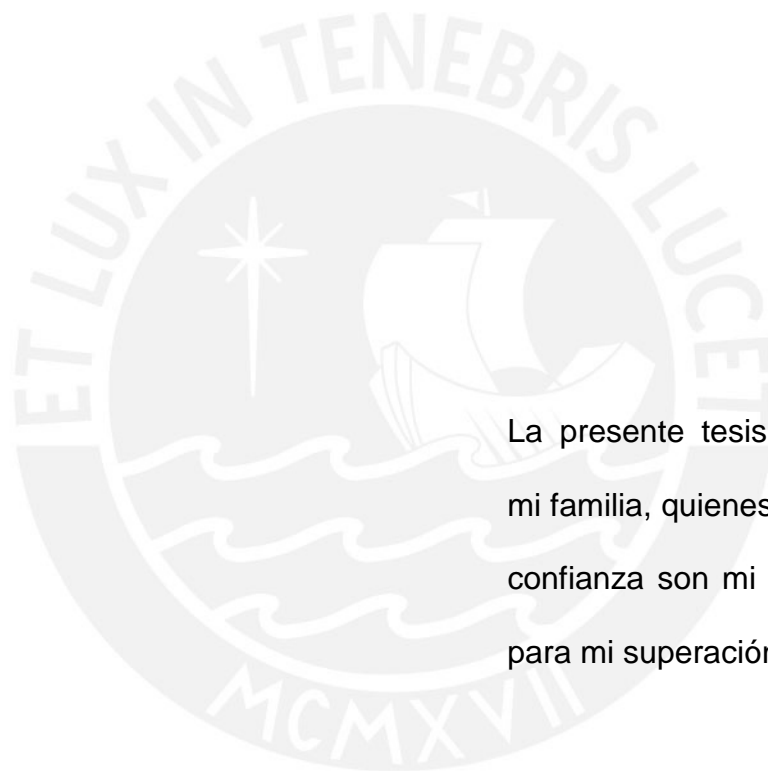 ET LUX IN TENEBRIS LUCET
La presente tesis
mi familia, quienes
confianza son mi
para mi superación
MCMXVII